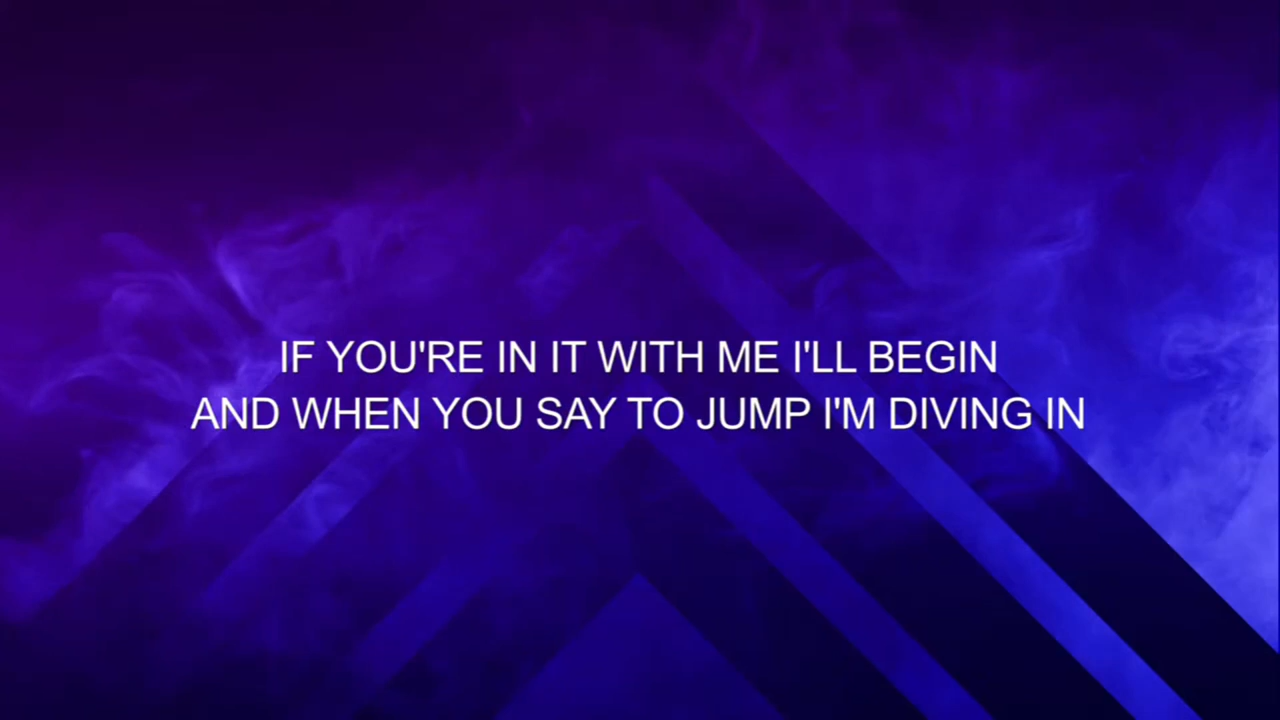 IF YOU'RE IN IT WITH ME I'LL BEGIN
AND WHEN YOU SAY TO JUMP I'M DIVING IN